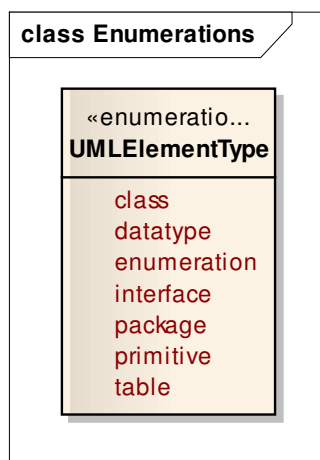 class Enumerations
«enumeratio...
UMLElementType
class
datatype
enumeration
interface
package
primitive
table